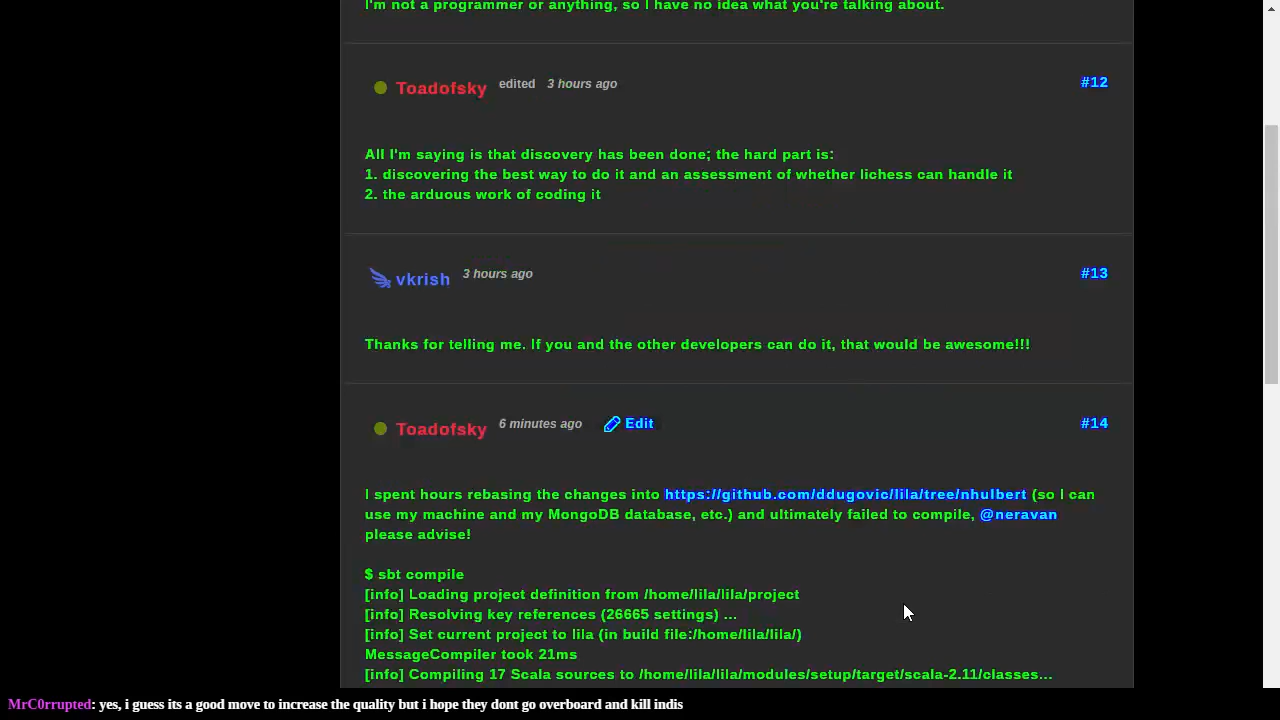 I'm not a programmer or anything, so I have no idea what you're talking about.
Toadofsky edited 3 hours ago #12
All I'm saying is that discovery has been done; the hard part is:
1. discovering the best way to do it and an assessment of whether lichess can handle it
2. the arduous work of coding it
vkrish 3 hours ago #13
Thanks for telling me. If you and the other developers can do it, that would be awesome!!!
Toadofsky 6 minutes ago Edit #14
I spent hours rebasing the changes into https://github.com/ddugovic/lila/tree/nhulbert (so I can
use my machine and my MongoDB database, etc.) and ultimately failed to compile, @neravan
please advise!
$ sbt compile
[info] Loading project definition from /home/lila/lila/project
[info] Resolving key references (26665 settings) ...
[info] Set current project to lila (in build file:/home/lila/lila/)
MessageCompiler took 21ms
[info] Compiling 17 Scala sources to /home/lila/lila/modules/setup/target/scala-2.11/classes...
MrC0rrupted: yes, i guess its a good move to increase the quality but i hope they dont go overboard and kill indis